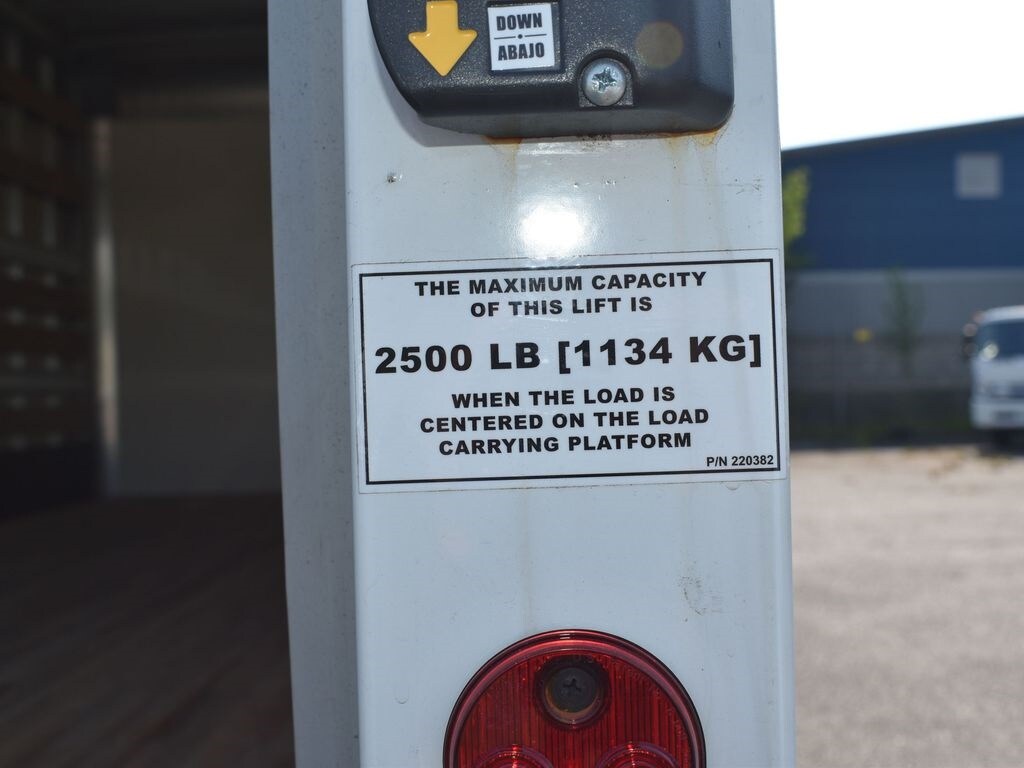 DOWN
ABAJO
THE MAXIMUM CAPACITY
OF THIS LIFT IS
2500 LB [1134 KG]
WHEN THE LOAD IS
CENTERED ON THE LOAD
CARRYING PLATFORM
P/N 220382